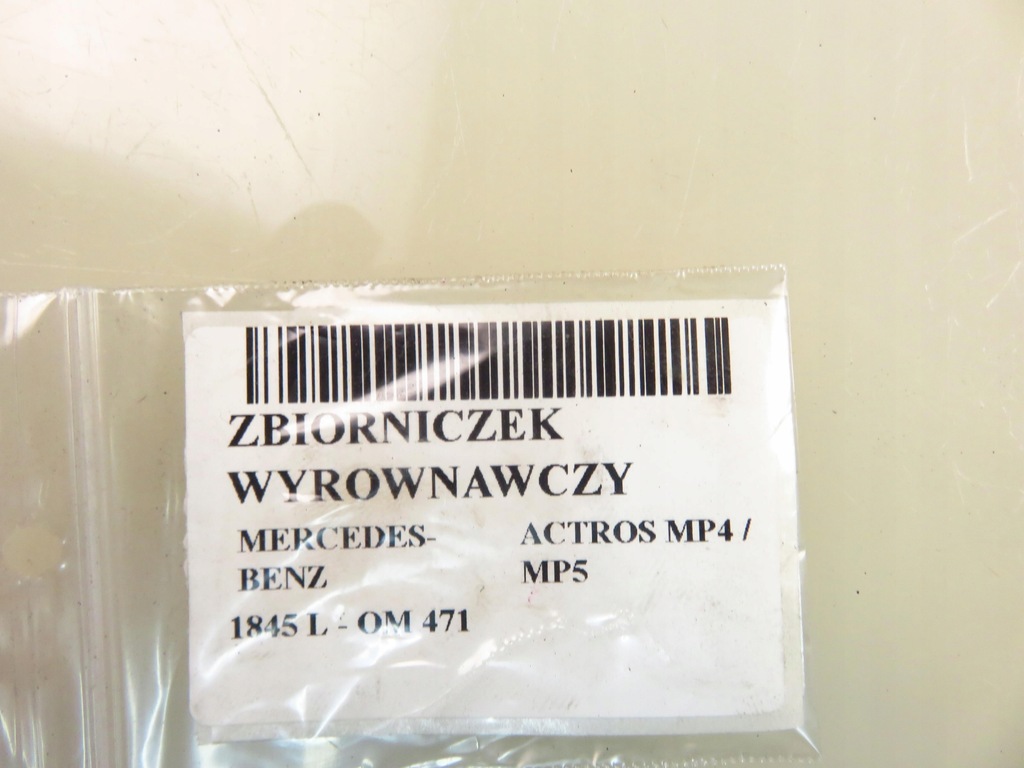 ZBIORNICZEK
WYROWNAWCZY
MERCEDES-
BENZ
ACTROS MP4 /
MP5
1845 L - OM 471